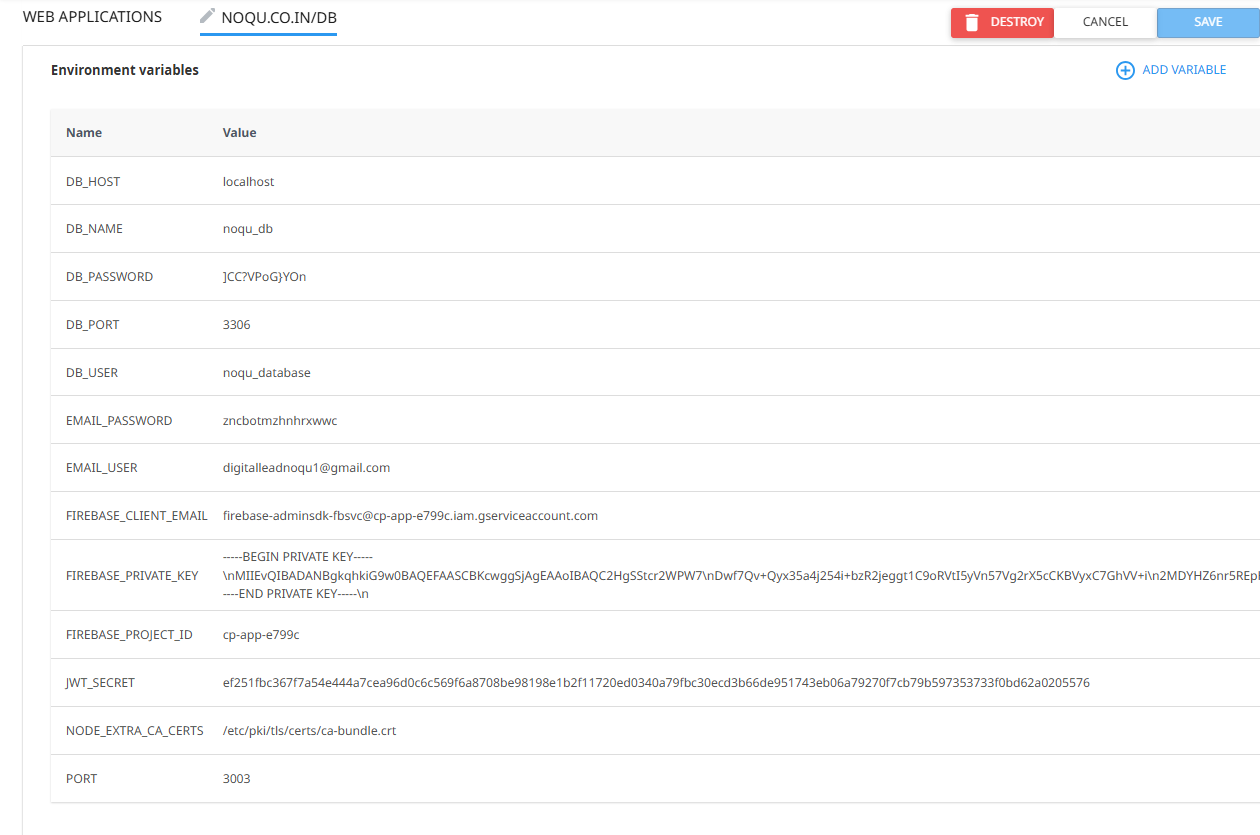 WEB APPLICATIONS
NOQU.CO.IN/DB
DESTROY
CANCEL
SAVE
Environment variables
ADD VARIABLE
Name Value
DB_HOST localhost
DB_NAME noqu_db
DB_PASSWORD ]CC?VPoG}YOn
DB_PORT 3306
DB_USER noqu_database
EMAIL_PASSWORD zncbotmzhnhrxwwc
EMAIL_USER digitalleadnoqu1@gmail.com
FIREBASE_CLIENT_EMAIL firebase-adminsdk-fbsvc@cp-app-e799c.iam.gserviceaccount.com
-----BEGIN PRIVATE KEY-----
FIREBASE_PRIVATE_KEY \nMIIEvQIBADANBgkqhkiG9w0BAQEFAASCBKcwggSjAgEAAoIBAQC2HgSStcr2WPW7\nDwf7Qv+Qyx35a4j254i+bzR2jeggt1C9oRVtI5yVn57Vg2rX5cCKBVyxC7GhVV+i\n2MDYHZ6nr5REp
----END PRIVATE KEY-----\n
FIREBASE_PROJECT_ID cp-app-e799c
JWT_SECRET ef251fbc367f7a54e444a7cea96d0c6c569f6a8708be98198e1b2f11720ed0340a79fbc30ecd3b66de951743eb06a79270f7cb79b597353733f0bd62a0205576
NODE_EXTRA_CA_CERTS /etc/pki/tls/certs/ca-bundle.crt
PORT 3003